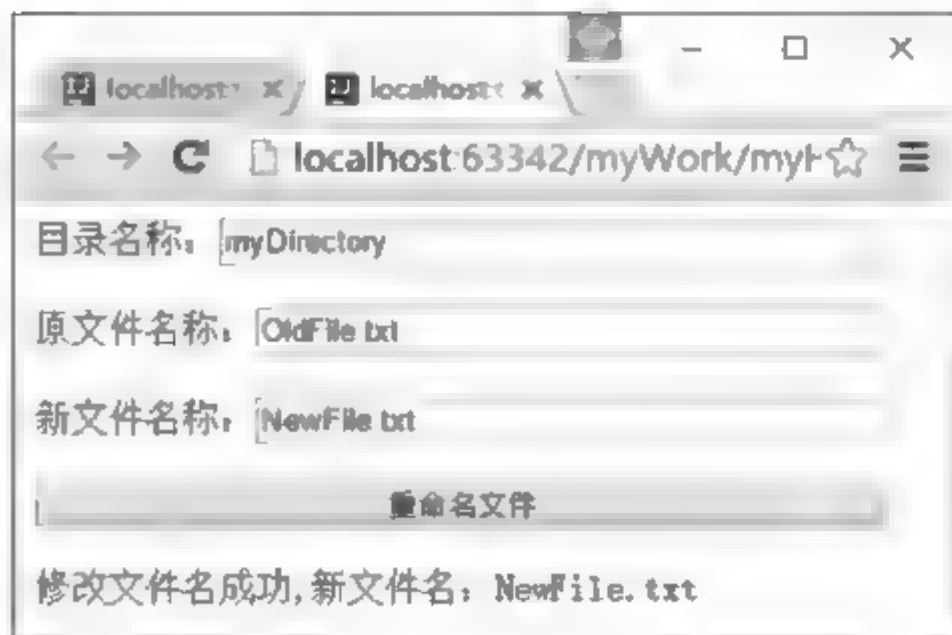 localhost: localhost:
localhost:63342/myWork/myH
目录名称：myDirectory
原文件名称：OldFile.txt
新文件名称：NewFile.txt
重命名文件
修改文件名成功,新文件名：NewFile.txt